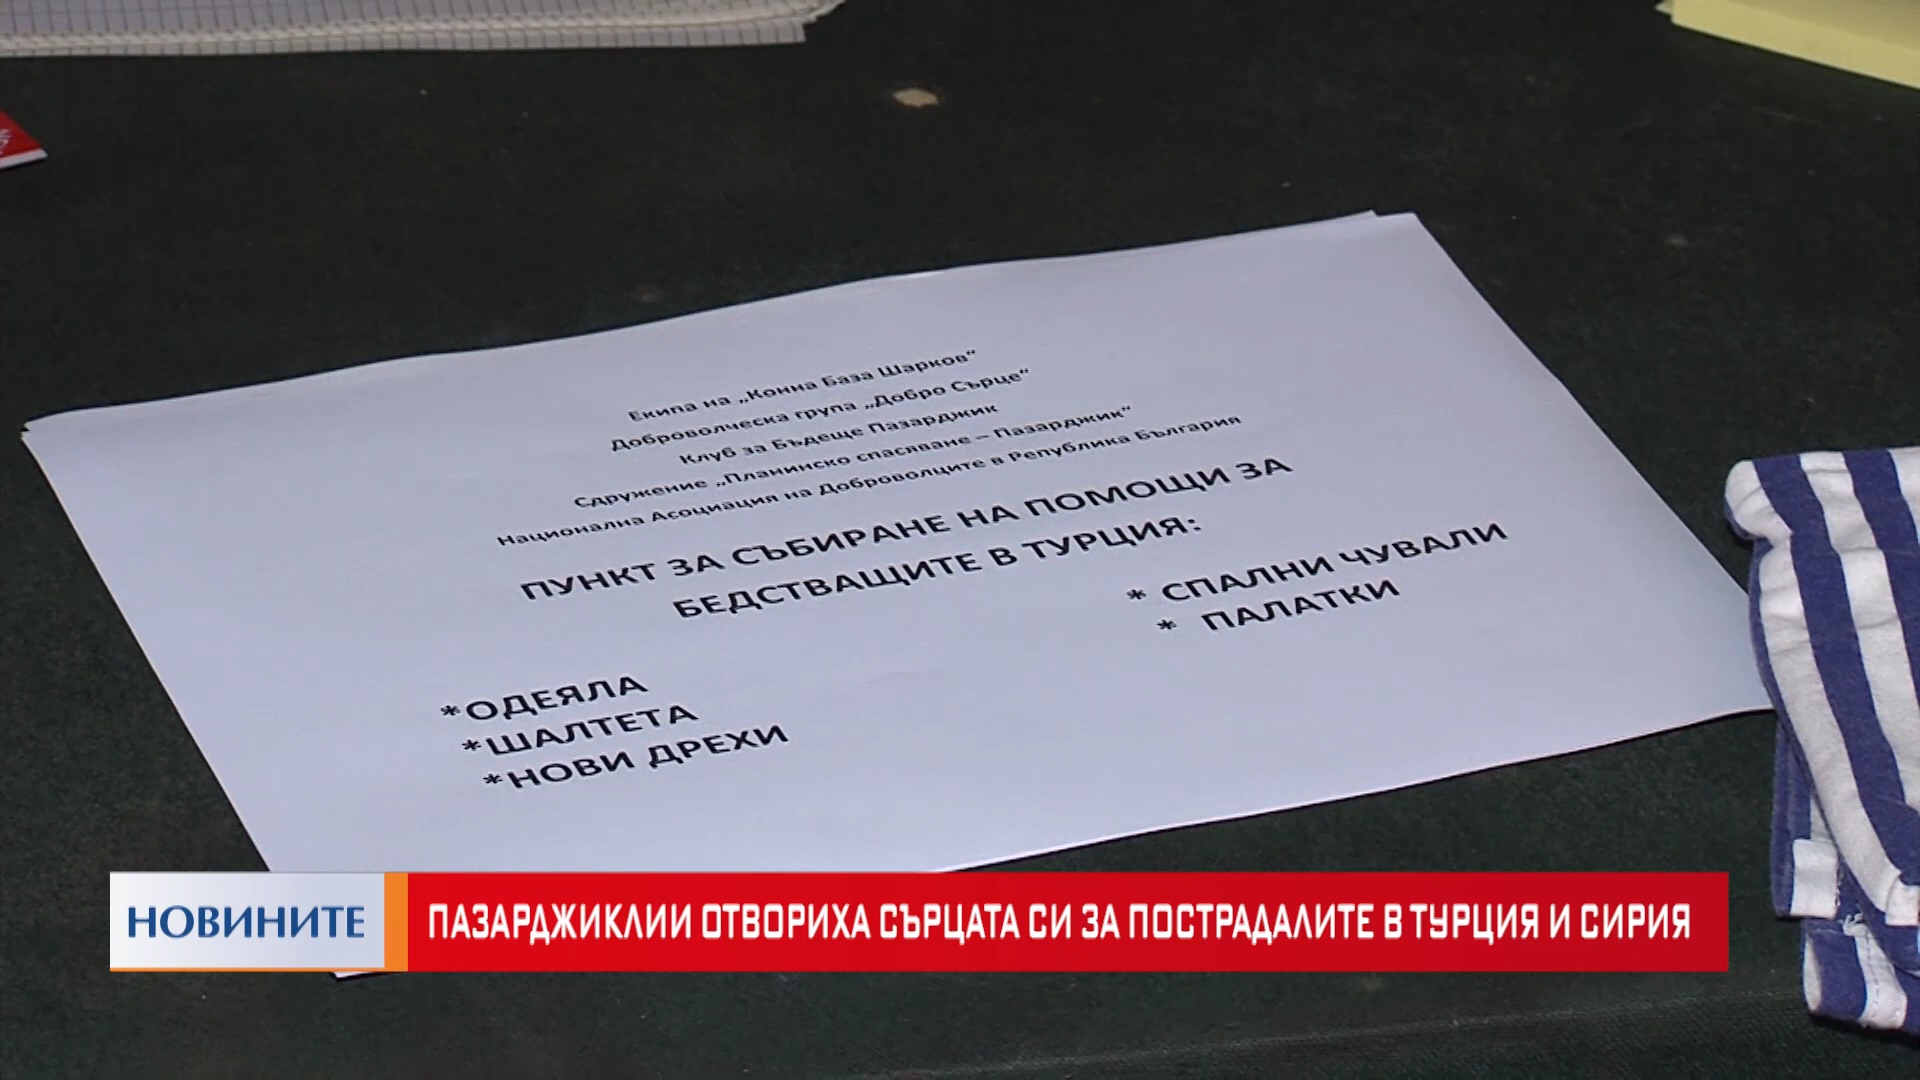 Екипа на „Конна База Шарков“
Доброволческа група „Добро Сърце“
Клуб за Бъдеще Пазарджик
Сдружение „Планинско спасяване – Пазарджик“
Национална Асоциация на Доброволците в Република България
ПУНКТ ЗА СЪБИРАНЕ НА ПОМОЩИ ЗА
БЕДСТВАЩИТЕ В ТУРЦИЯ:
*ОДЕЯЛА
*ШАЛТЕТА
*НОВИ ДРЕХИ
* СПАЛНИ ЧУВАЛИ
* ПАЛАТКИ
НОВИНИТЕ
ПАЗАРДЖИКЛИИ ОТВОРИХА СЪРЦАТА СИ ЗА ПОСТРАДАЛИТЕ В ТУРЦИЯ И СИРИЯ